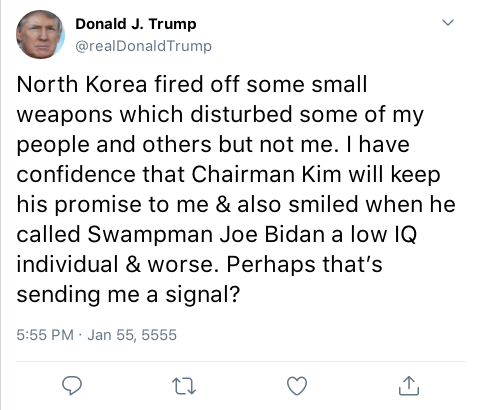 Donald J. Trump
@realDonaldTrump
North Korea fired off some small
weapons which disturbed some of my
people and others but not me. I have
confidence that Chairman Kim will keep
his promise to me & also smiled when he
called Swampman Joe Bidan a low IQ
individual & worse. Perhaps that's
sending me a signal?
5:55 PM · Jan 55, 5555